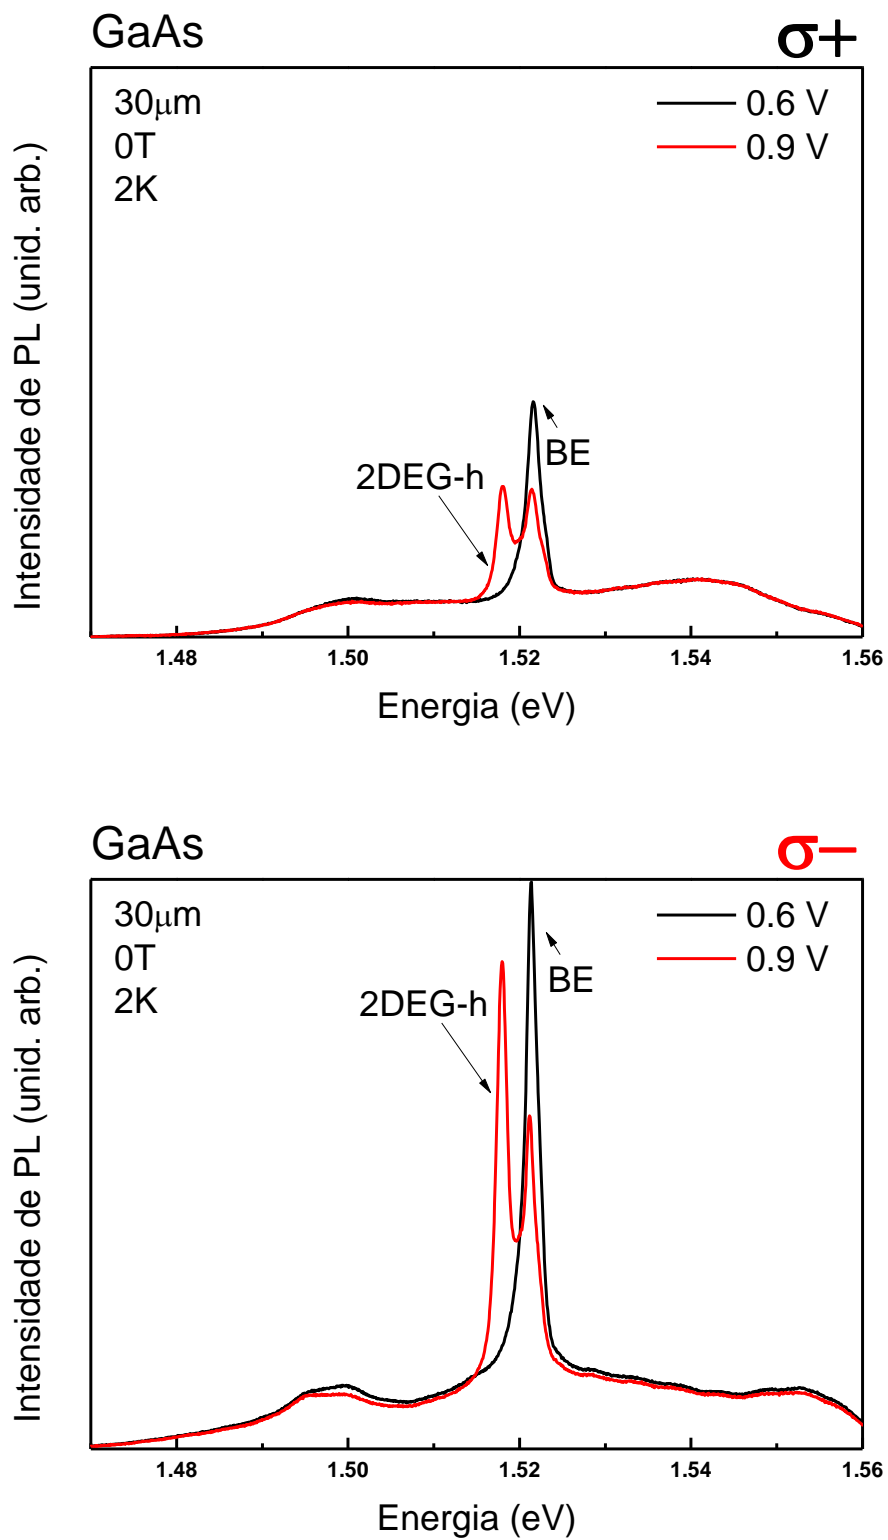 GaAs
σ+
30μm
0T
2K
0.6 V
0.9 V
BE
2DEG-h
Intensidade de PL (unid. arb.)
1.48
1.50
1.52
1.54
1.56
Energia (eV)
GaAs
σ−
30μm
0T
2K
0.6 V
0.9 V
BE
2DEG-h
Intensidade de PL (unid. arb.)
1.48
1.50
1.52
1.54
1.56
Energia (eV)